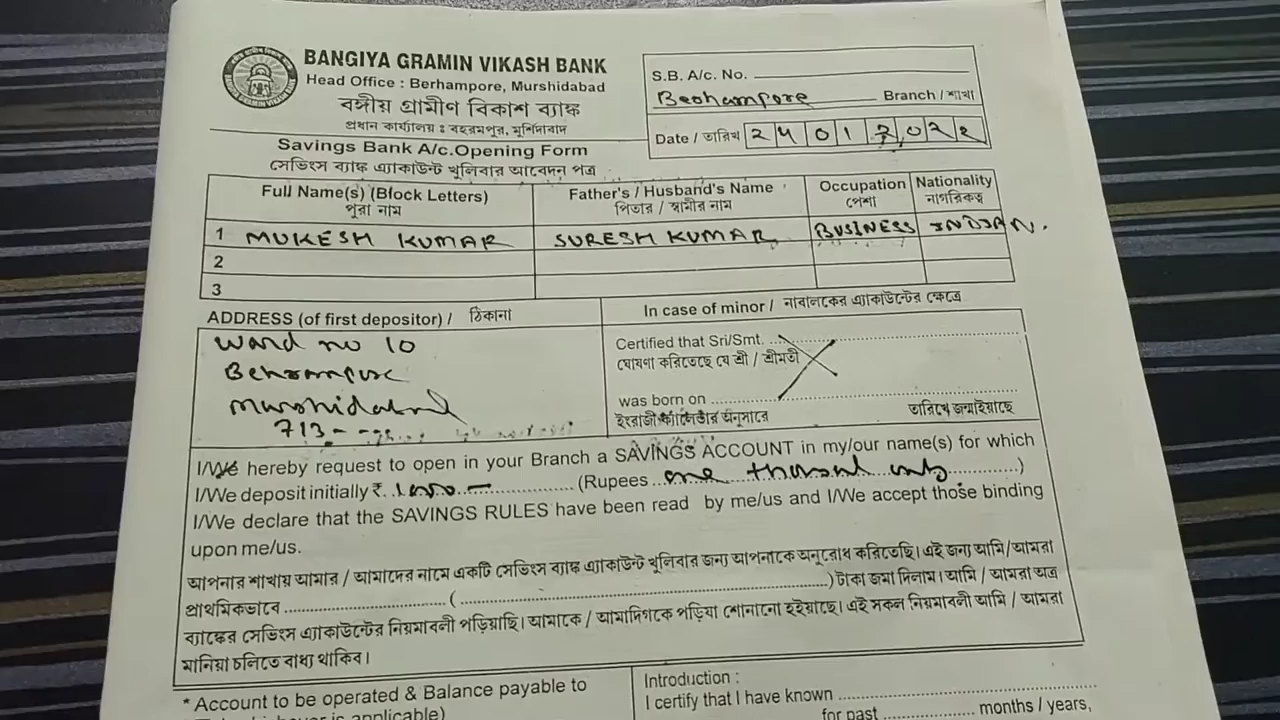 BANGIYA GRAMIN VIKASH BANK
Head Office : Berhampore, Murshidabad
বঙ্গীয় গ্রামীণ বিকাশ ব্যাঙ্ক
প্রধান কার্যালয় ঃ বহরমপুর, মুর্শিদাবাদ
Savings Bank A/c.Opening Form
সেভিংস ব্যাঙ্ক এ্যাকাউন্ট খুলিবার আবেদন পত্র
S.B. A/c. No.
Beohampore Branch / শাখা
Date / তারিখ
Full Name(s) (Block Letters) Father's / Husband's Name Occupation Nationality
পুরা নাম পিতার / স্বামীর নাম পেশা নাগরিকত্ব
1 MUKESH KUMAR SURESH KUMAR BUSINESS INDIAN.
2
3
ADDRESS (of first depositor) / ঠিকানা
Ward no 10
Berhampore
Murshidabad
713
In case of minor / নাবালকের এ্যাকাউন্টের ক্ষেত্রে
Certified that Sri/Smt.
ঘোষণা করিতেছে যে শ্রী / শ্রীমতী
was born on
ইংরাজী ক্যালেন্ডার অনুসারে তারিখে জন্মাইয়াছে
I/We hereby request to open in your Branch a SAVINGS ACCOUNT in my/our name(s) for which
I/We deposit initially ₹. 1000 - (Rupees one thousand only )
I/We declare that the SAVINGS RULES have been read by me/us and I/We accept those binding
upon me/us.
আপনার শাখায় আমার / আমাদের নামে একটি সেভিংস ব্যাঙ্ক এ্যাকাউন্ট খুলিবার জন্য আপনাকে অনুরোধ করিতেছি। এই জন্য আমি/আমরা
প্রাথমিকভাবে ( ) টাকা জমা দিলাম। আমি / আমরা অত্র
ব্যাঙ্কের সেভিংস এ্যাকাউন্টের নিয়মাবলী পড়িয়াছি। আমাকে / আমাদিগকে পড়িয়া শোনানো হইয়াছে। এই সকল নিয়মাবলী আমি / আমরা
মানিয়া চলিতে বাধ্য থাকিব।
* Account to be operated & Balance payable to
is applicable)
Introduction :
I certify that I have known
for past months / years,